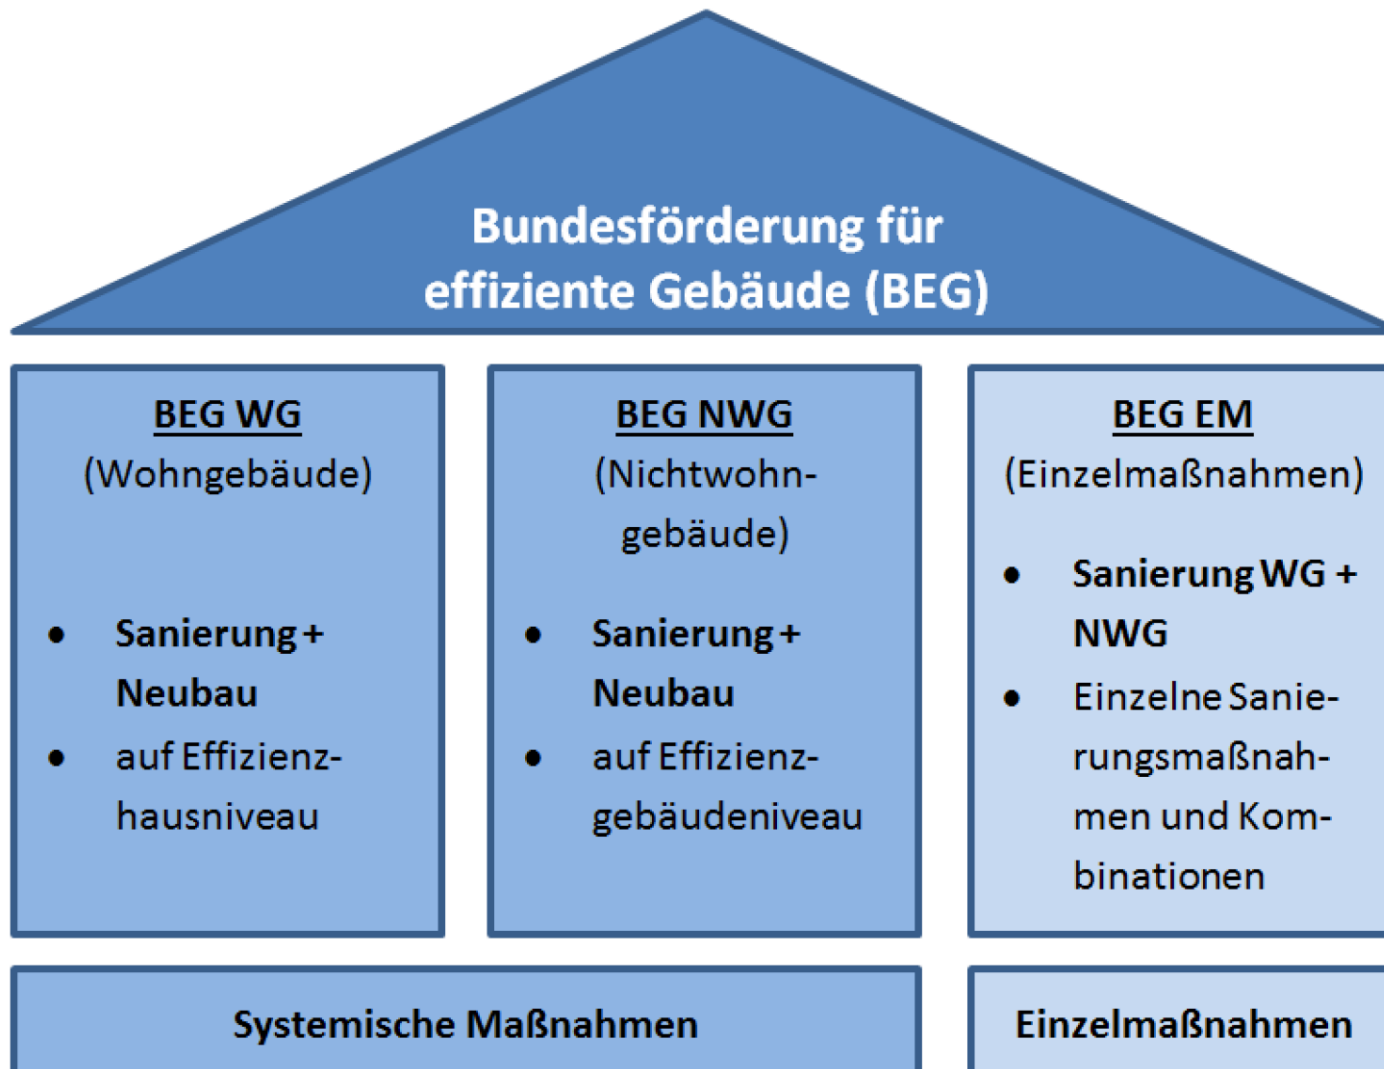 Bundesförderung für
effiziente Gebäude (BEG)
BEG WG
(Wohngebäude)
• Sanierung +
Neubau
• auf Effizienz-
hausniveau
BEG NWG
(Nichtwohn-
gebäude)
• Sanierung +
Neubau
• auf Effizienz-
gebäudeniveau
BEG EM
(Einzelmaßnahmen)
• Sanierung WG +
NWG
• Einzelne Sanie-
rungsmaßnah-
men und Kom-
binationen
Systemische Maßnahmen
Einzelmaßnahmen